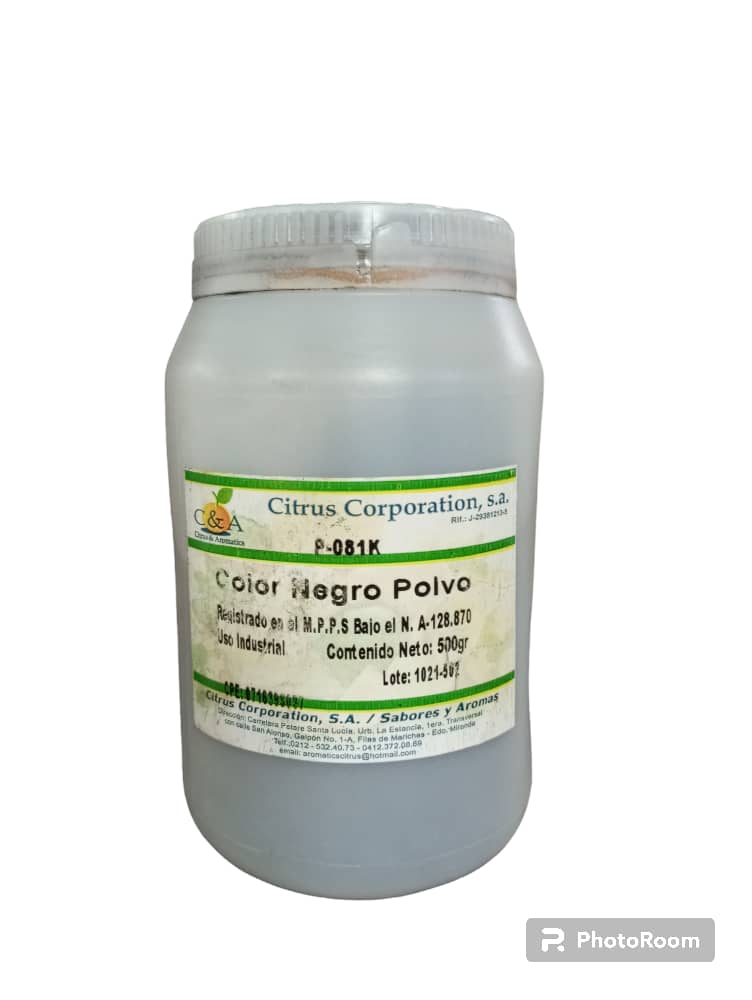 Citrus Corporation, s.a.
Rif.: J-29381213-5
C&A
Citrus & Aromatics
P-081K
Color Negro Polvo
Registrado en el M.P.P.S Bajo el N. A-128.870
Uso Industrial
Contenido Neto: 500gr
Lote: 1021-502
CPE:
Citrus Corporation, S.A. / Sabores y Aromas
Dirección: Carretera Petare Santa Lucia, Urb. La Estancia, 1era. Transversal
con calle San Alonso, Galpón No. 1-A, Filas de Mariches - Edo. Miranda
Telf.:0212 - 532.40.73 - 0412.372.08.69
email: aromaticacitrus@hotmail.com
PhotoRoom